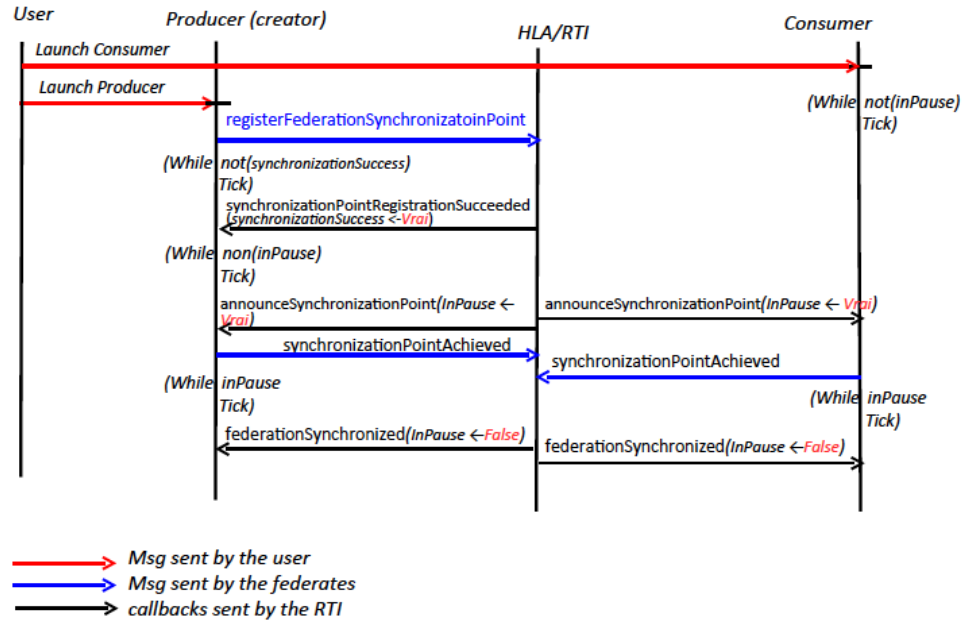 User
Producer (creator)
HLA/RTI
Consumer
Launch Consumer
Launch Producer
(While not(inPause)
Tick)
registerFederationSynchronizatoinPoint
(While not(synchronizationSuccess)
Tick)
synchronizationPointRegistrationSucceeded
(synchronizationSuccess <-Vrai)
(While non(inPause)
Tick)
announceSynchronizationPoint(InPause ←
Vrai)
announceSynchronizationPoint(InPause ← Vrai)
synchronizationPointAchieved
synchronizationPointAchieved
(While inPause
Tick)
(While inPause
Tick)
federationSynchronized(InPause ←False)
federationSynchronized(InPause ←False)
Msg sent by the user
Msg sent by the federates
callbacks sent by the RTI